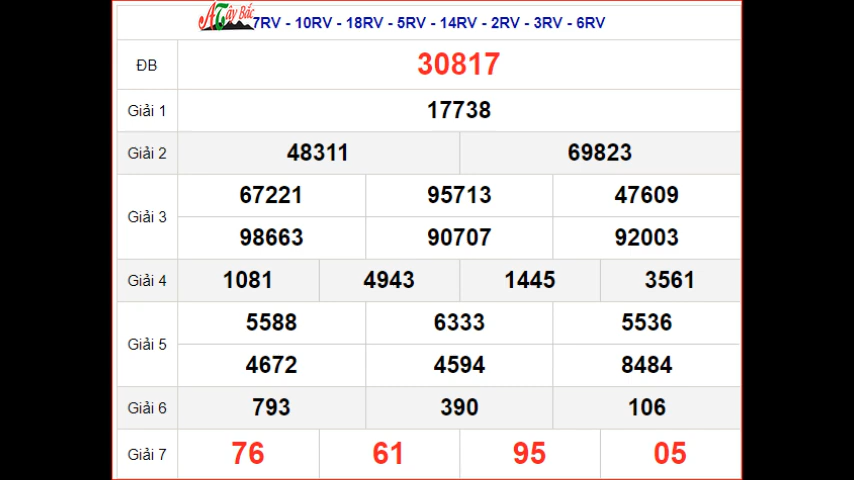 ATây Bắc 7RV - 10RV - 18RV - 5RV - 14RV - 2RV - 3RV - 6RV
ĐB 30817
Giải 1 17738
Giải 2 48311 69823
Giải 3 67221 95713 47609
98663 90707 92003
Giải 4 1081 4943 1445 3561
Giải 5 5588 6333 5536
4672 4594 8484
Giải 6 793 390 106
Giải 7 76 61 95 05